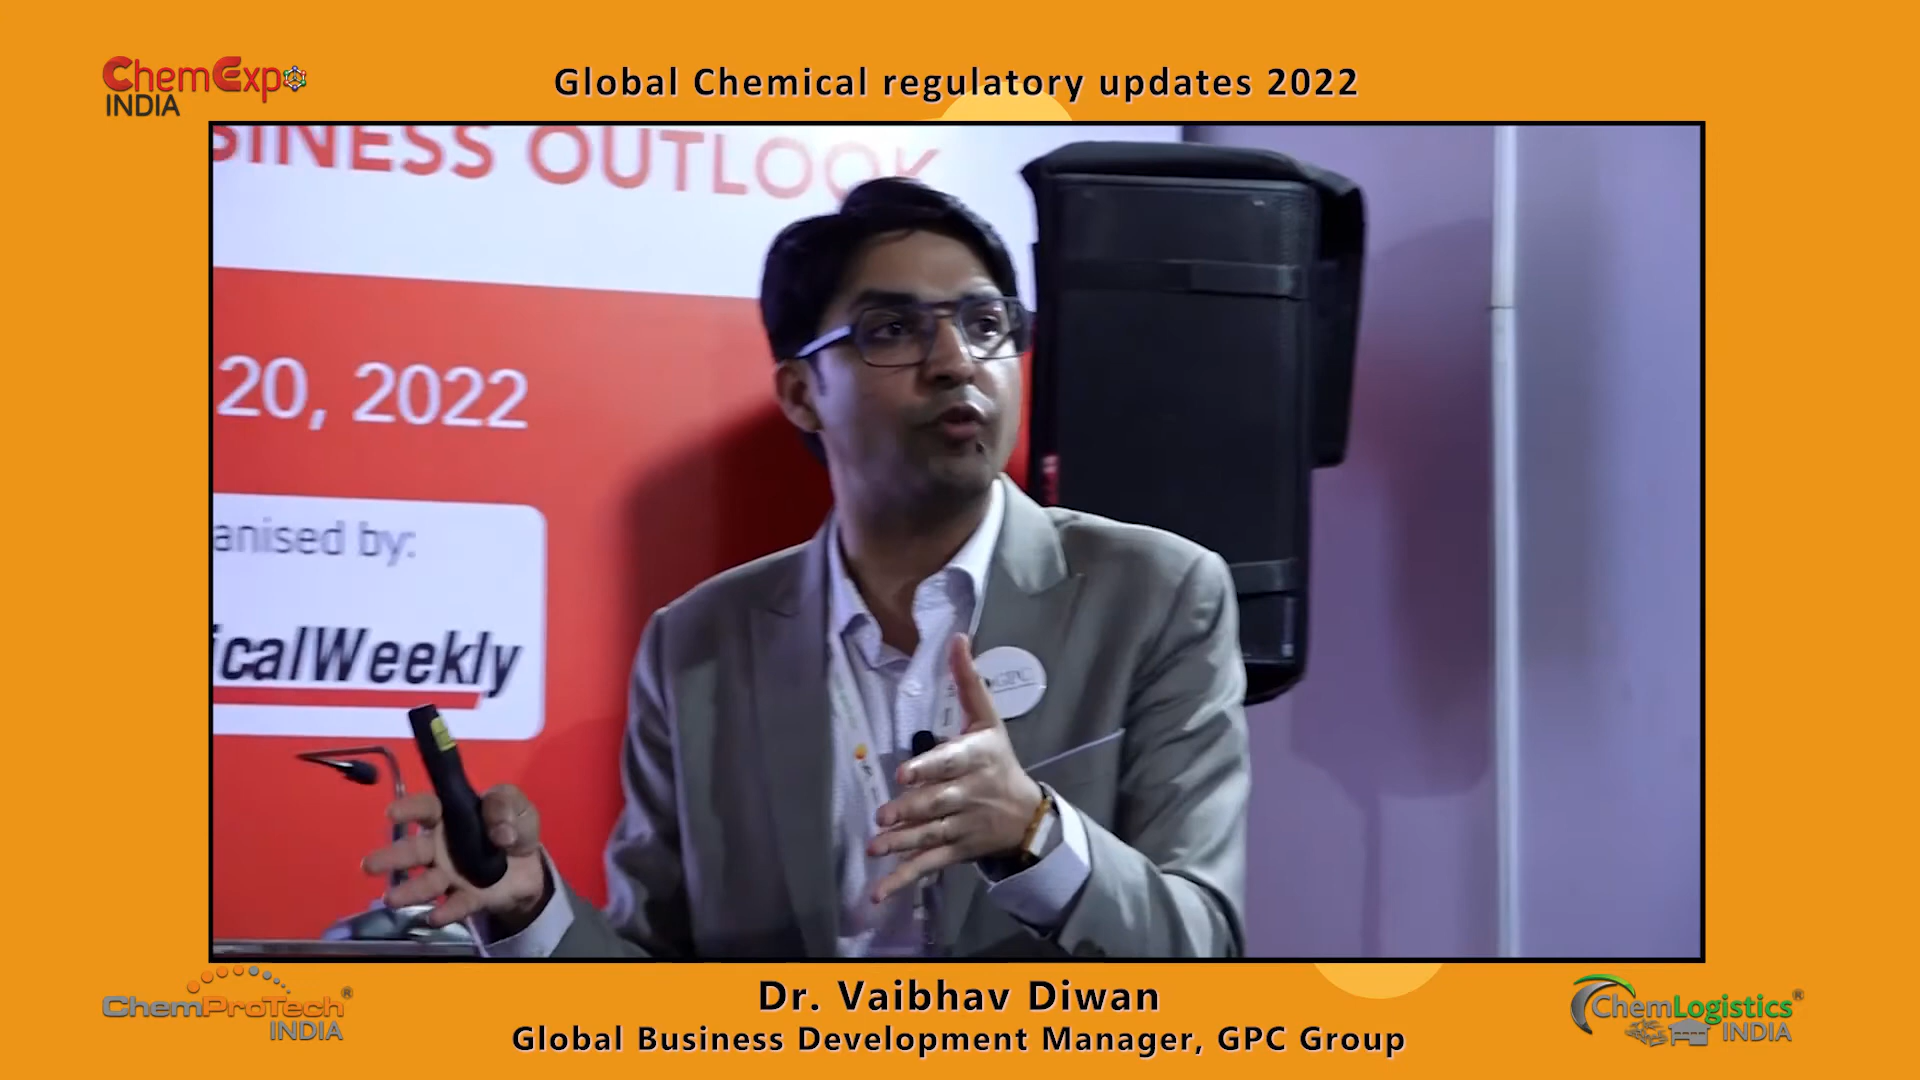 ChemExpo
INDIA
Global Chemical regulatory updates 2022
SINESS OUTLOOK
20, 2022
anised by:
icalWeekly
GPC
ChemProTech®
INDIA
Dr. Vaibhav Diwan
Global Business Development Manager, GPC Group
ChemLogistics®
INDIA